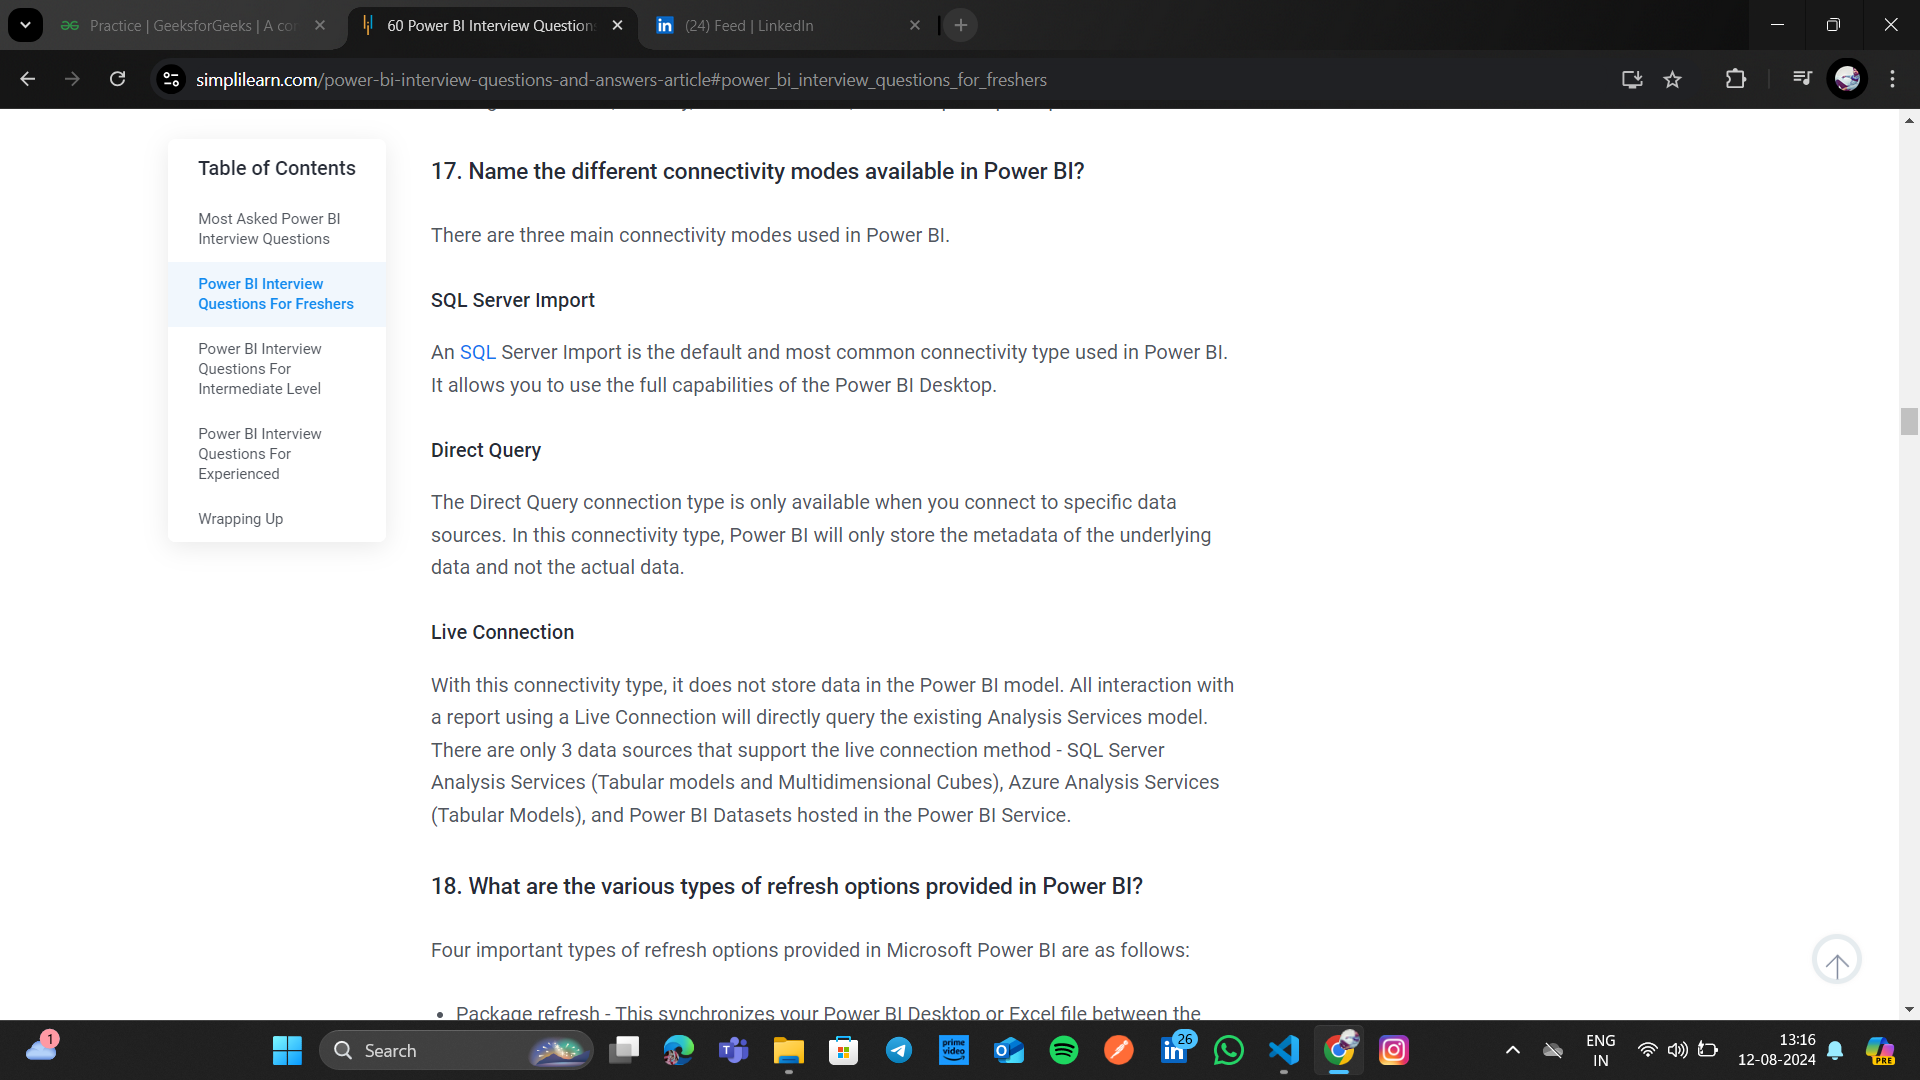 Practice | GeeksforGeeks | A co
60 Power BI Interview Question
(24) Feed | LinkedIn
simplilearn.com/power-bi-interview-questions-and-answers-article#power_bi_interview_questions_for_freshers
Table of Contents
Most Asked Power BI
Interview Questions
Power BI Interview
Questions For Freshers
Power BI Interview
Questions For
Intermediate Level
Power BI Interview
Questions For
Experienced
Wrapping Up
17. Name the different connectivity modes available in Power BI?
There are three main connectivity modes used in Power BI.
SQL Server Import
An SQL Server Import is the default and most common connectivity type used in Power BI.
It allows you to use the full capabilities of the Power BI Desktop.
Direct Query
The Direct Query connection type is only available when you connect to specific data
sources. In this connectivity type, Power BI will only store the metadata of the underlying
data and not the actual data.
Live Connection
With this connectivity type, it does not store data in the Power BI model. All interaction with
a report using a Live Connection will directly query the existing Analysis Services model.
There are only 3 data sources that support the live connection method - SQL Server
Analysis Services (Tabular models and Multidimensional Cubes), Azure Analysis Services
(Tabular Models), and Power BI Datasets hosted in the Power BI Service.
18. What are the various types of refresh options provided in Power BI?
Four important types of refresh options provided in Microsoft Power BI are as follows:
• Package refresh - This synchronizes your Power BI Desktop or Excel file between the
1
Search
prime video
26
ENG
IN
13:16
12-08-2024
PRE